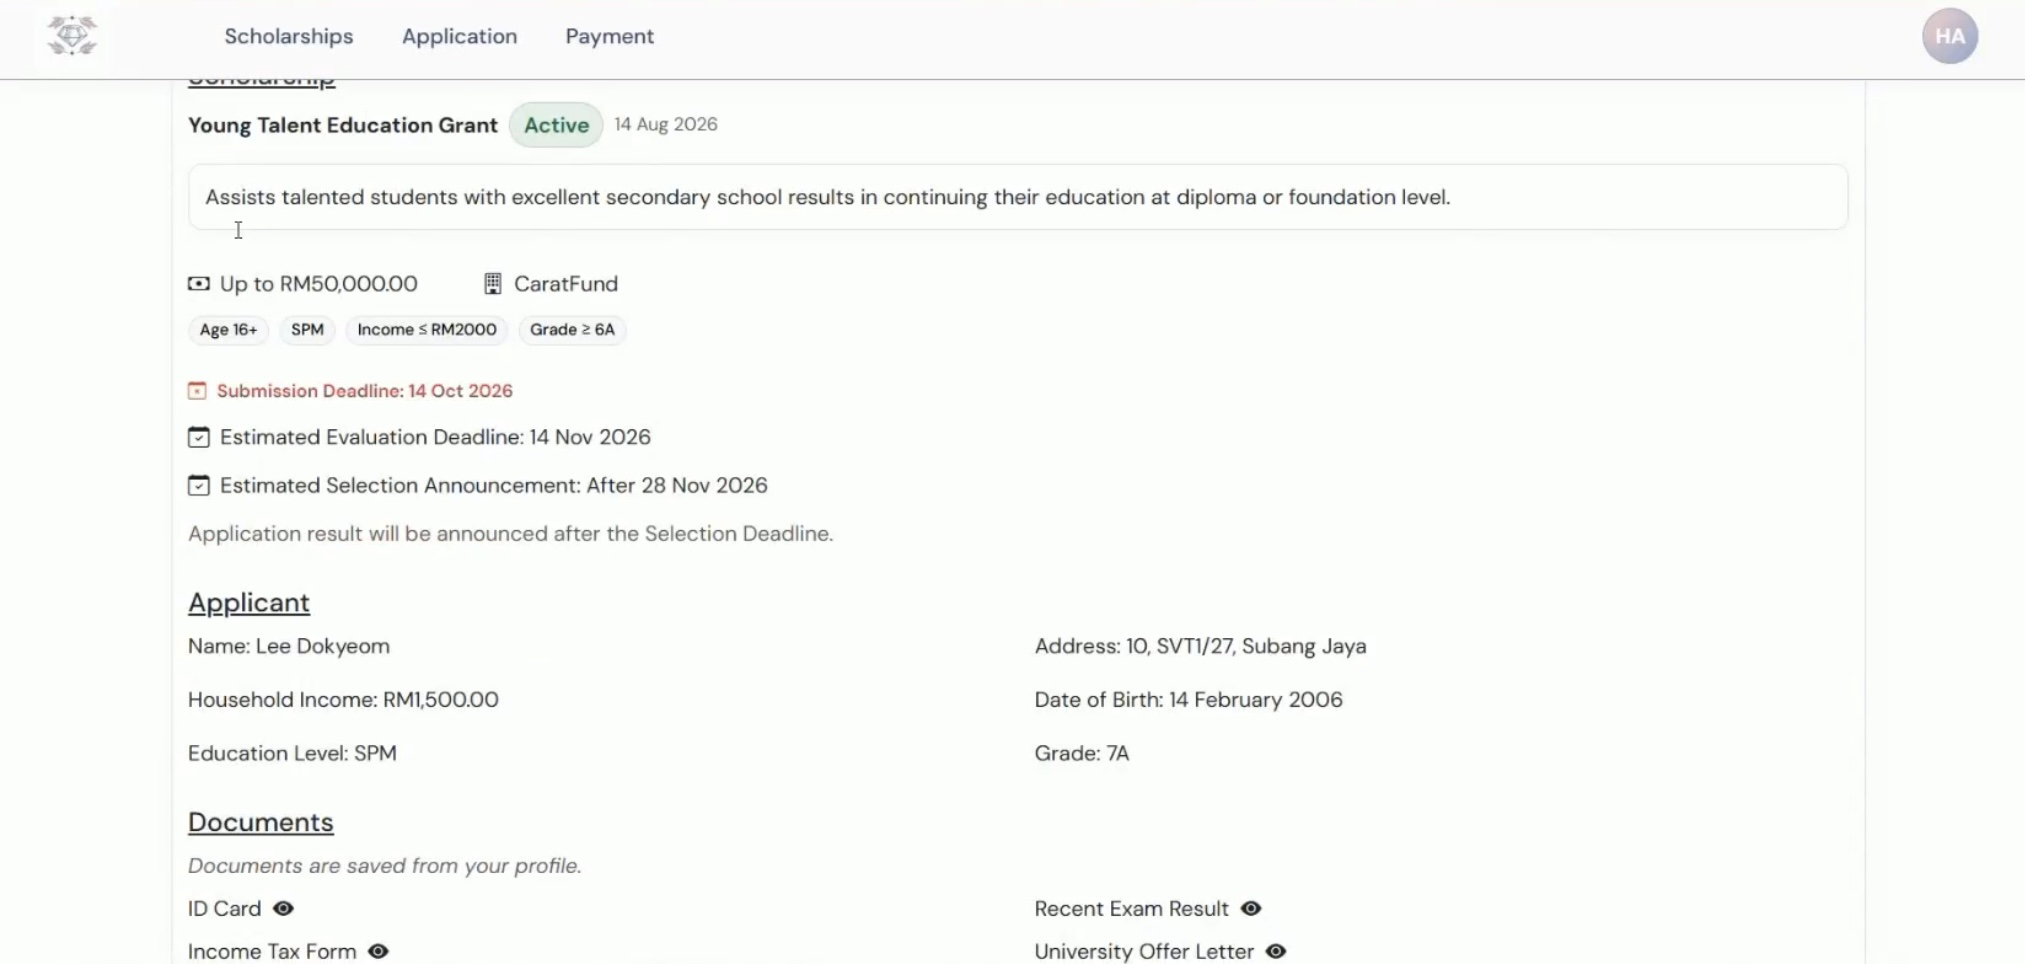 Scholarships Application Payment HA
Scholarship
Young Talent Education Grant Active 14 Aug 2026
Assists talented students with excellent secondary school results in continuing their education at diploma or foundation level.
Up to RM50,000.00 CaratFund
Age 16+ SPM Income ≤ RM2000 Grade ≥ 6A
Submission Deadline: 14 Oct 2026
Estimated Evaluation Deadline: 14 Nov 2026
Estimated Selection Announcement: After 28 Nov 2026
Application result will be announced after the Selection Deadline.
Applicant
Name: Lee Dokyeom Address: 10, SVT1/27, Subang Jaya
Household Income: RM1,500.00 Date of Birth: 14 February 2006
Education Level: SPM Grade: 7A
Documents
Documents are saved from your profile.
ID Card Recent Exam Result
Income Tax Form University Offer Letter